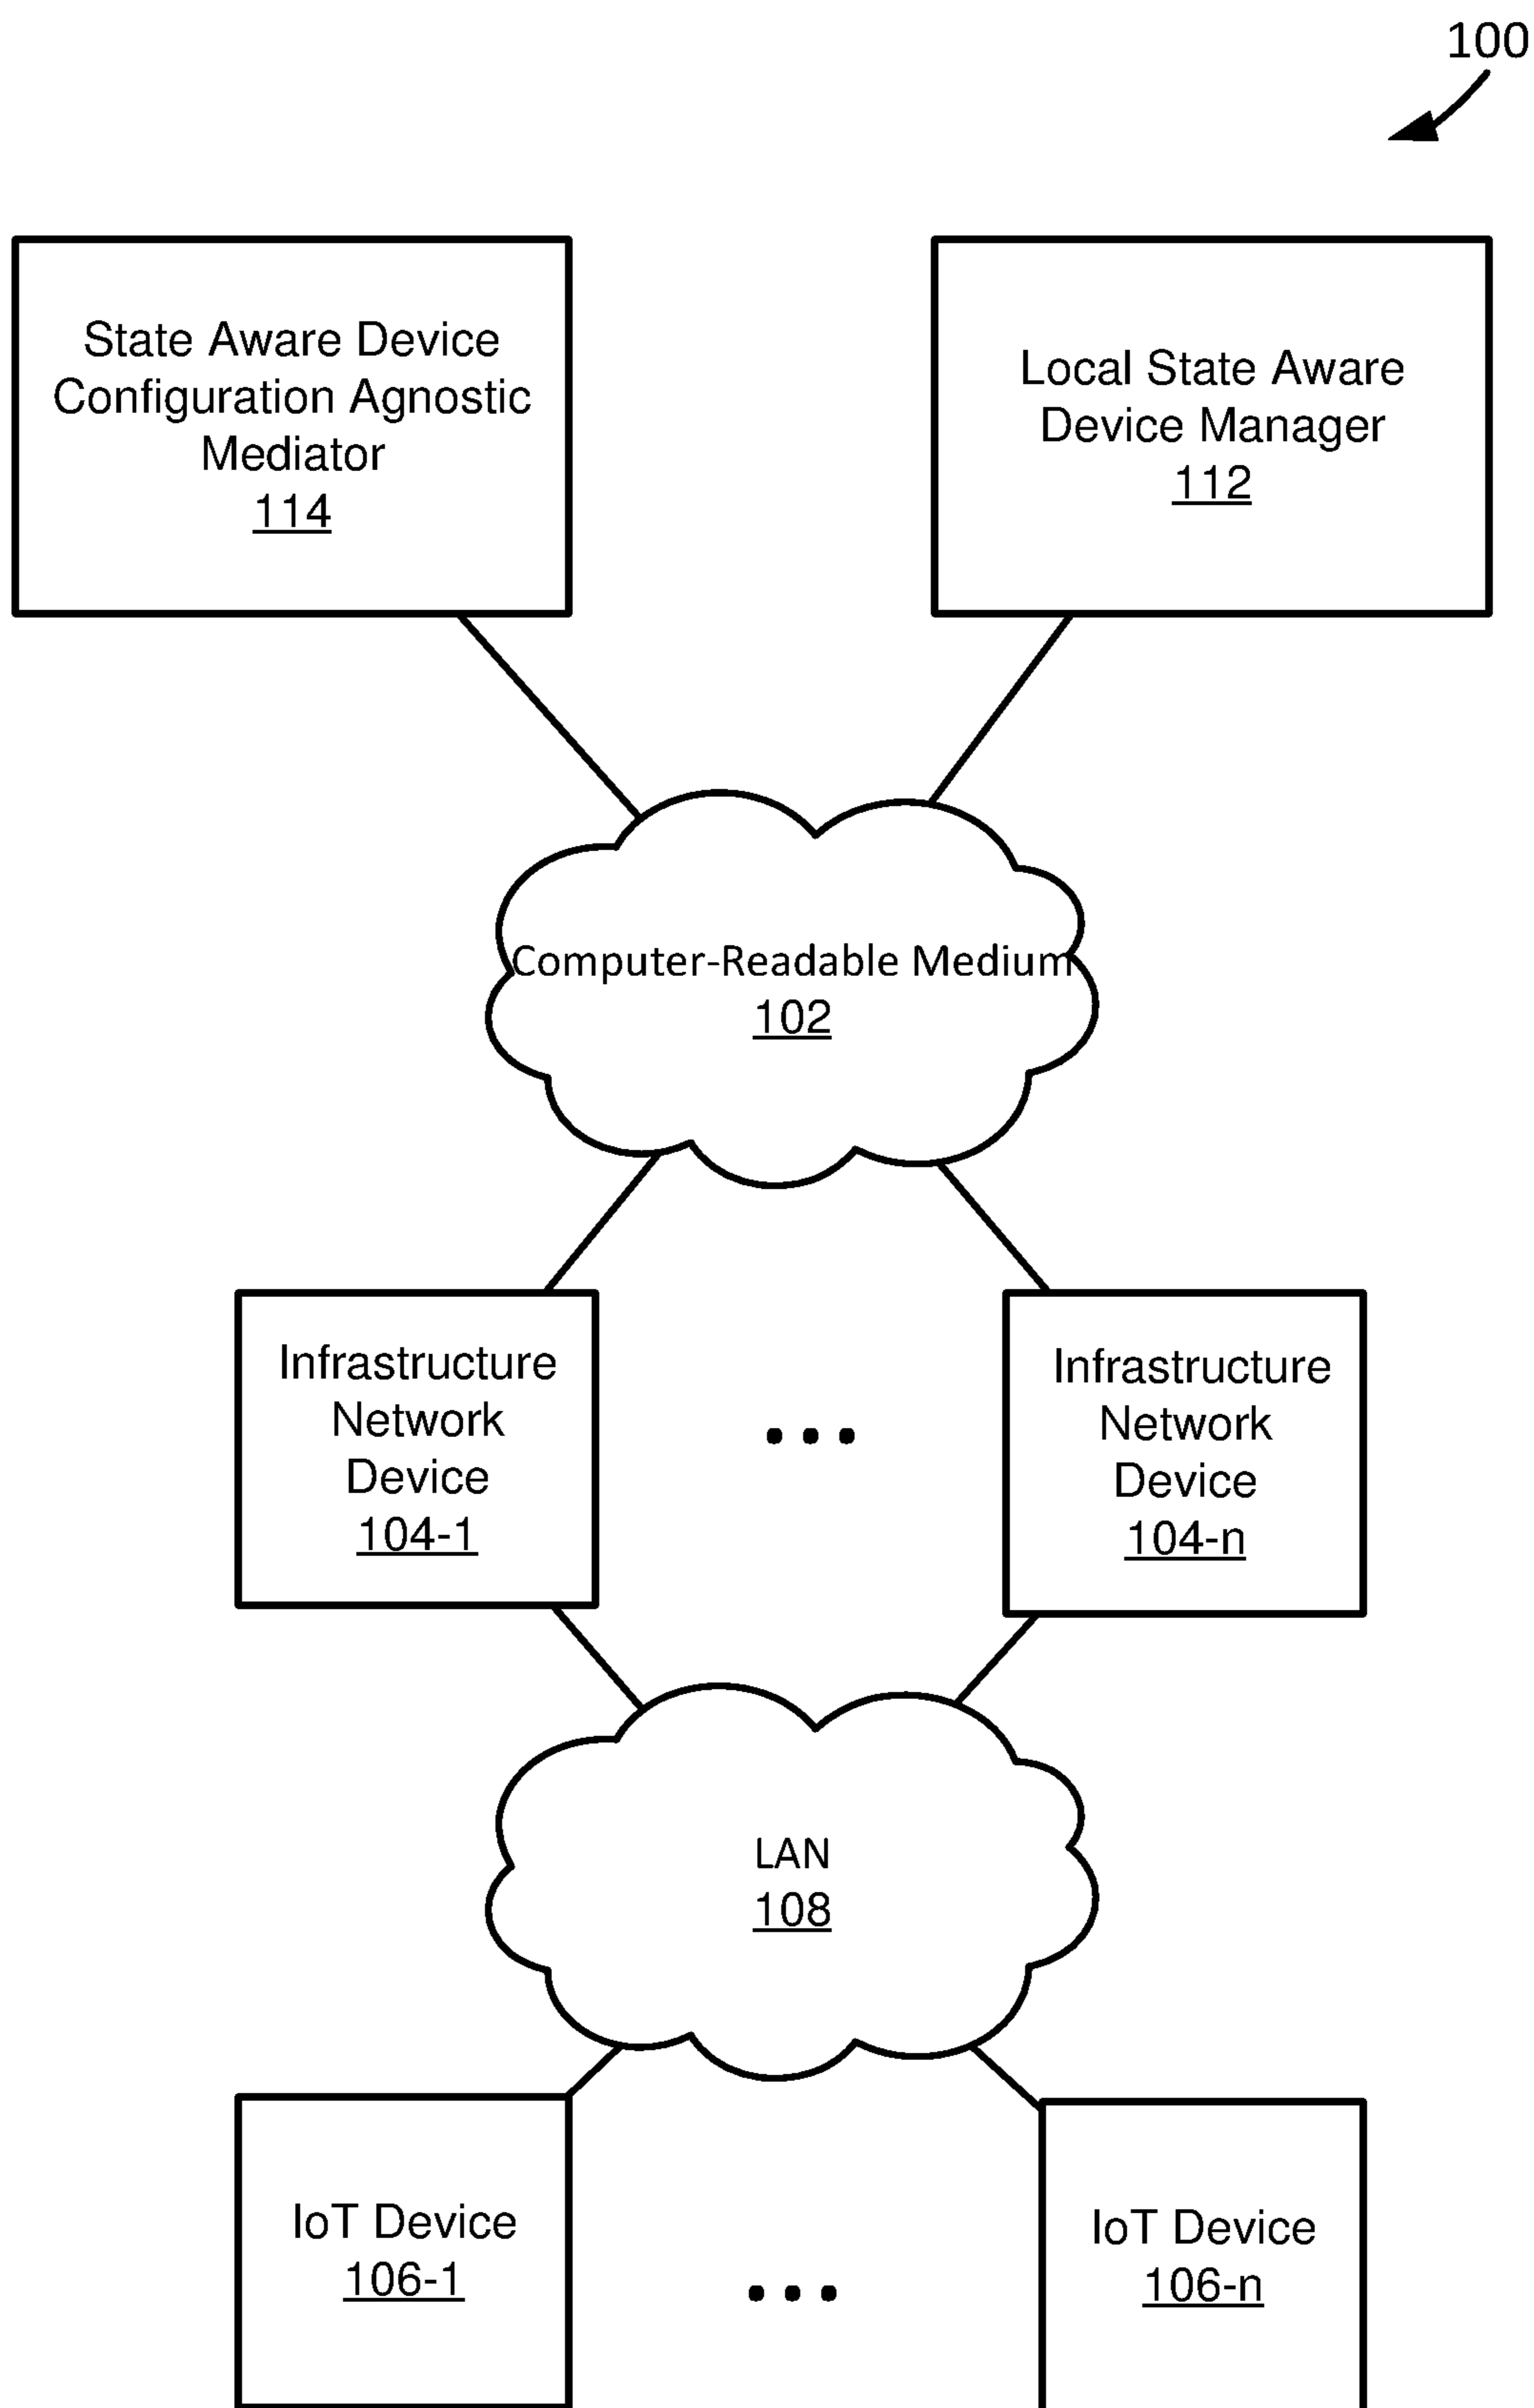 100
State Aware Device
Configuration Agnostic
Mediator
114
Local State Aware
Device Manager
112
Computer-Readable Medium
102
Infrastructure
Network
Device
104-1
...
Infrastructure
Network
Device
104-n
LAN
108
IoT Device
106-1
...
IoT Device
106-n